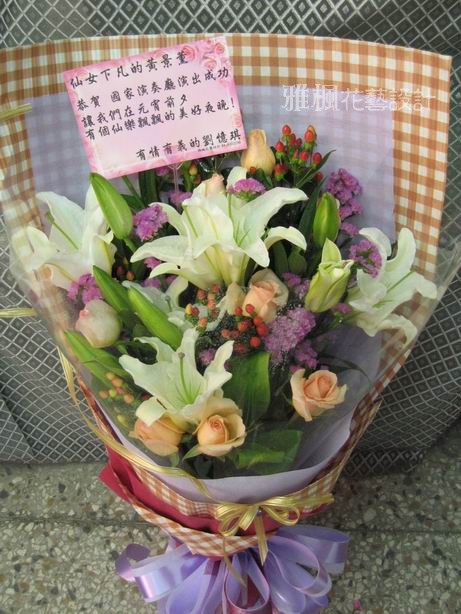 仙女下凡的黃景薰
恭賀 國家演奏廳演出成功
讓我們在元宵前夕
有個仙樂飄飄的美好夜晚!
有情有義的劉憶琪
雅楓花藝設計